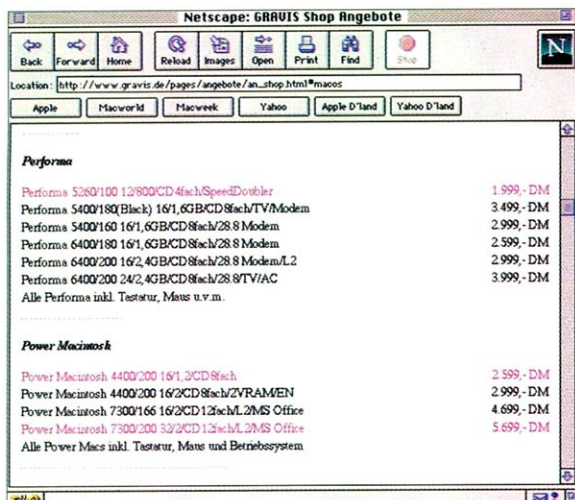 Netscape: GRAVIS Shop Angebote
Back Forward Home Reload Images Open Print Find Stop
N
Location: http://www.gravis.de/pages/angebote/an_shop.html#macos
Apple Macworld Macweek Yahoo Apple D'land Yahoo D'land
Performa
Performa 5260/100 12/800/CD 4fach/SpeedDoubler 1.999,- DM
Performa 5400/180(Black) 16/1,6GB/CD8fach/TV/Modem 3.499,- DM
Performa 5400/160 16/1,6GB/CD8fach/28.8 Modem 2.999,- DM
Performa 6400/180 16/1,6GB/CD8fach/28.8 Modem 2.599,- DM
Performa 6400/200 16/2,4GB/CD8fach/28.8 Modem/L2 2.999,- DM
Performa 6400/200 24/2,4GB/CD8fach/28.8/TV/AC 3.999,- DM
Alle Performa inkl. Tastatur, Maus u.v.m.
Power Macintosh
Power Macintosh 4400/200 16/1,2/CD8fach 2.599,- DM
Power Macintosh 4400/200 16/2/CD8fach/2VRAM/EN 2.999,- DM
Power Macintosh 7300/166 16/2/CD12fach/L2/MS Office 4.699,- DM
Power Macintosh 7300/200 32/2/CD12fach/L2/MS Office 5.699,- DM
Alle Power Macs inkl. Tastatur, Maus und Betriebssystem